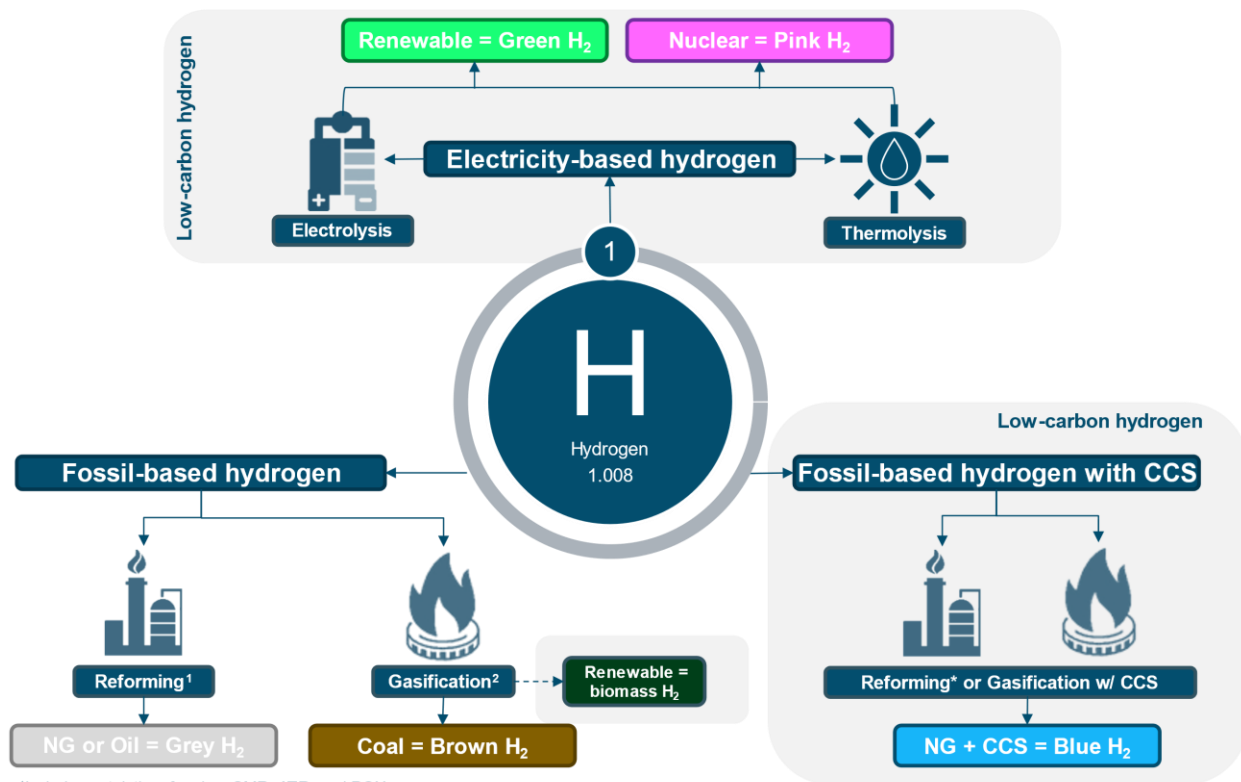 Low-carbon hydrogen
Renewable = Green H₂
Nuclear = Pink H₂
Electricity-based hydrogen
Electrolysis
Thermolysis
1
H
Hydrogen
1.008
Low-carbon hydrogen
Fossil-based hydrogen
Fossil-based hydrogen with CCS
Reforming¹
Gasification²
Renewable =
biomass H₂
Reforming* or Gasification w/ CCS
NG or Oil = Grey H₂
Coal = Brown H₂
NG + CCS = Blue H₂